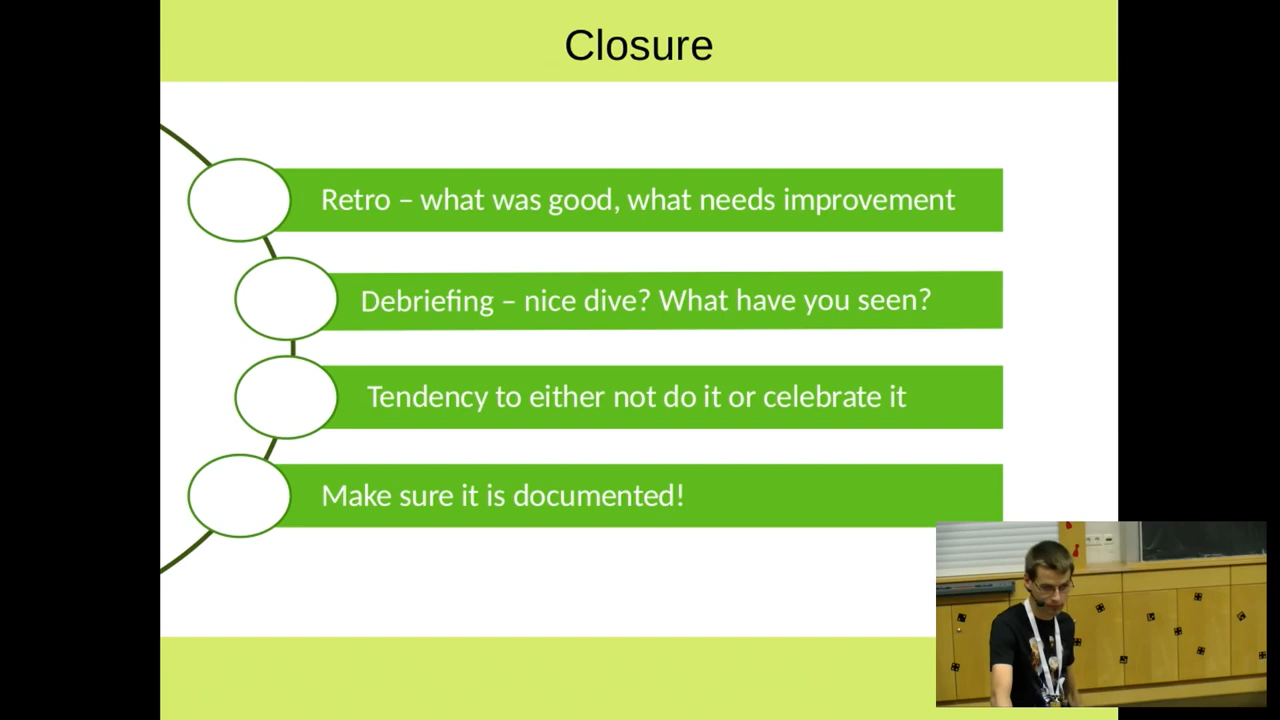 Closure
Retro – what was good, what needs improvement
Debriefing – nice dive? What have you seen?
Tendency to either not do it or celebrate it
Make sure it is documented!